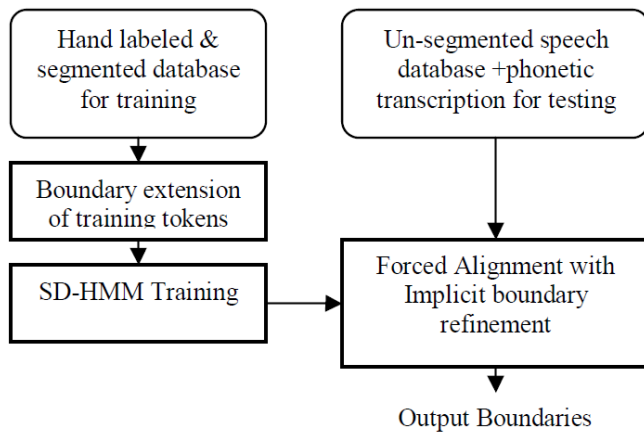 Hand labeled &
segmented database
for training
Un-segmented speech
database +phonetic
transcription for testing
Boundary extension
of training tokens
SD-HMM Training
Forced Alignment with
Implicit boundary
refinement
Output Boundaries